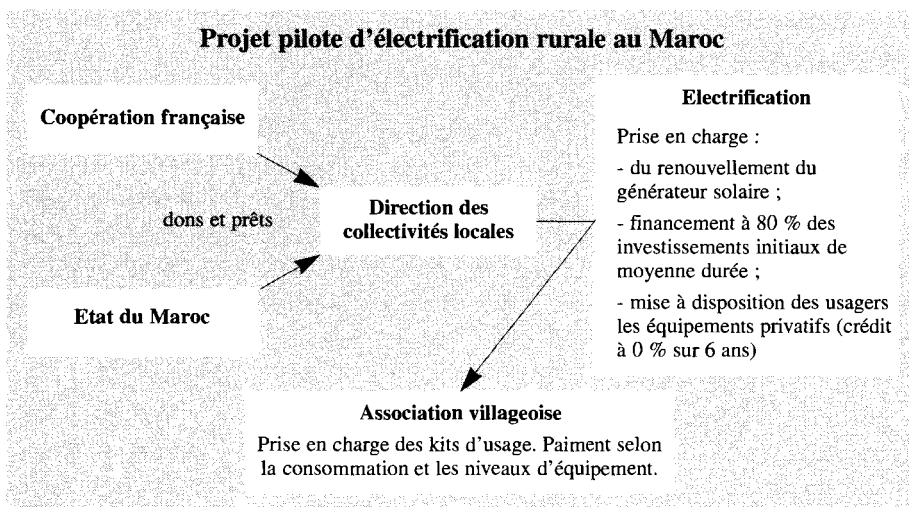 Projet pilote d'électrification rurale au Maroc
Coopération française
dons et prêts
Etat du Maroc
Direction des
collectivités locales
Electrification
Prise en charge :
- du renouvellement du
générateur solaire ;
- financement à 80 % des
investissements initiaux de
moyenne durée ;
- mise à disposition des usagers
les équipements privatifs (crédit
à 0 % sur 6 ans)
Association villageoise
Prise en charge des kits d'usage. Paiment selon
la consommation et les niveaux d'équipement.